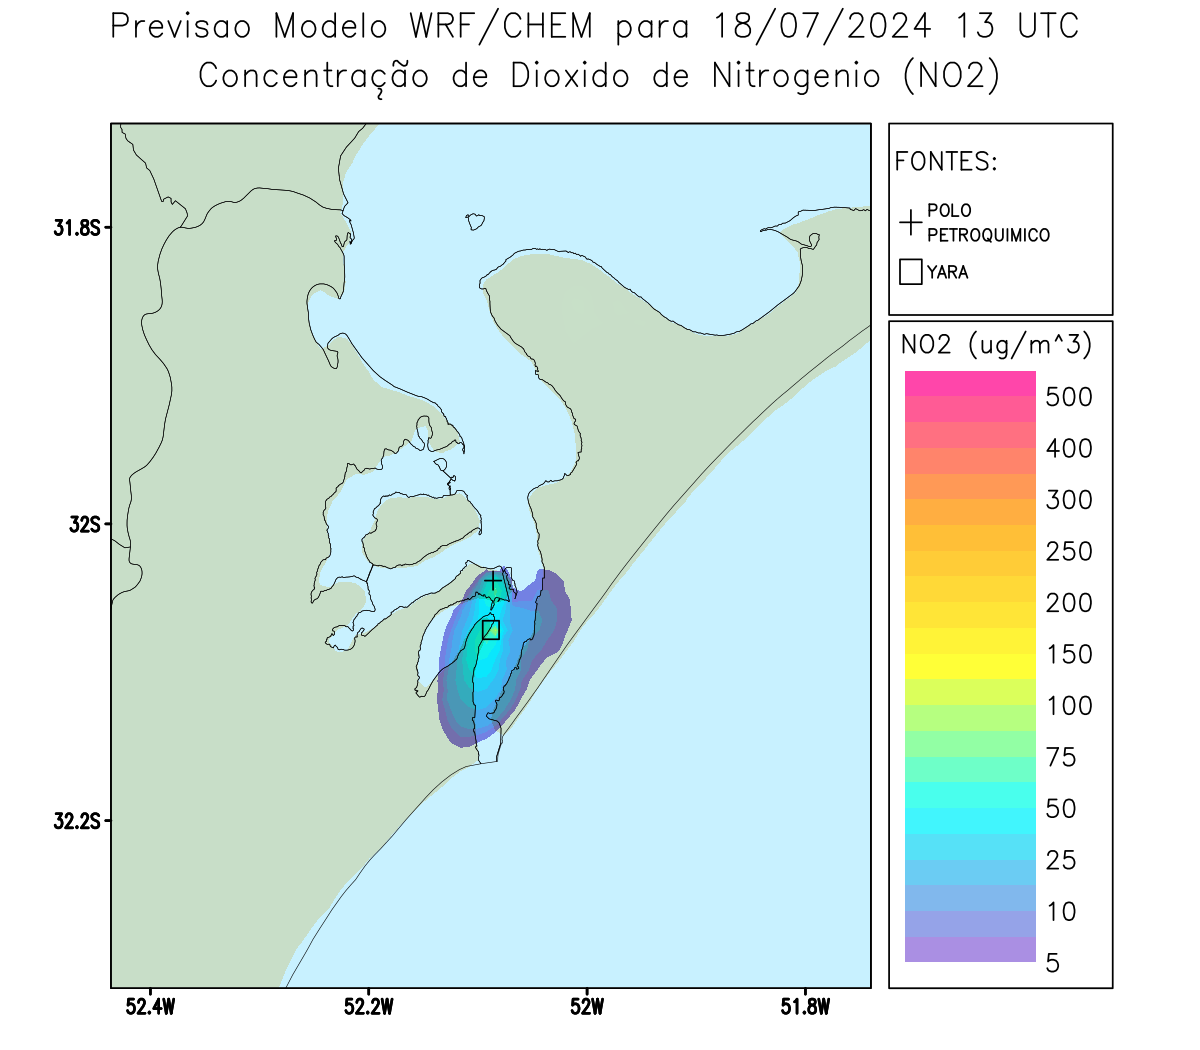 Previsao Modelo WRF/CHEM para 18/07/2024 13 UTC
Concentração de Dioxido de Nitrogenio (NO2)
FONTES:
POLO
PETROQUIMICO
YARA
31.8S
32S
32.2S
52.4W
52.2W
52W
51.8W
NO2 (ug/m^3)
500
400
300
250
200
150
100
75
50
25
10
5